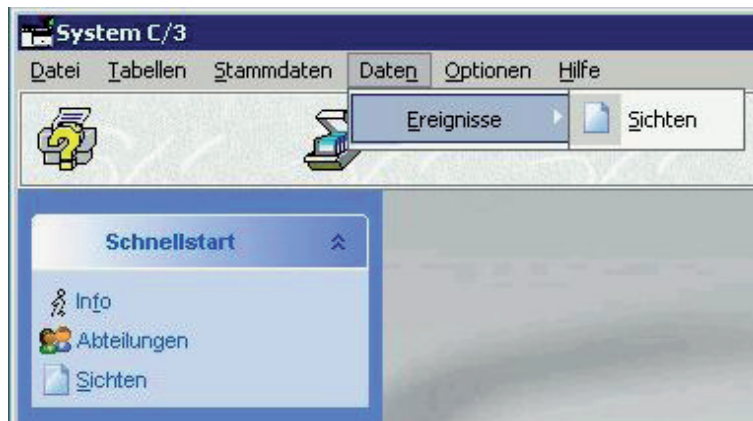 System C/3
Datei Tabellen Stammdaten Daten Optionen Hilfe
Ereignisse Sichten
Schnellstart
Info
Abteilungen
Sichten